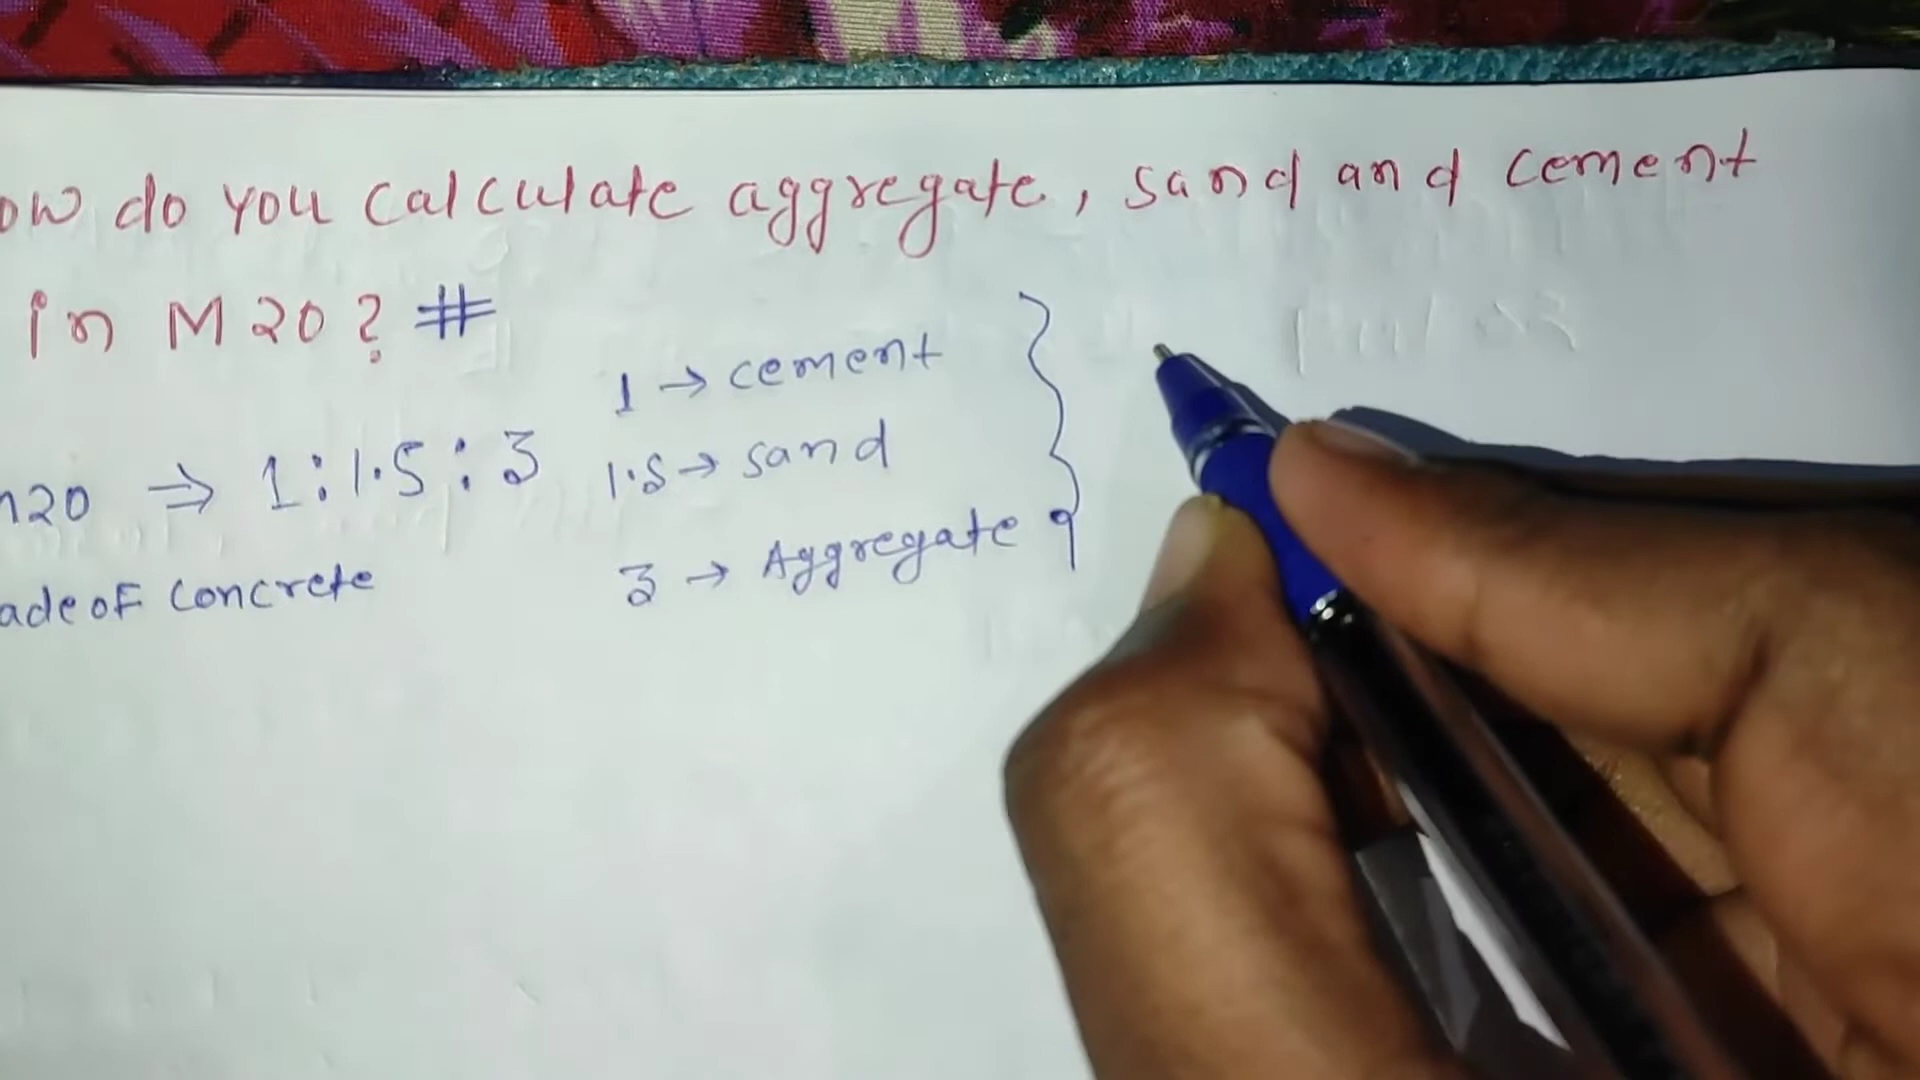 ow do you calculate aggregate, sand and cement
in M20? #
1 → cement
m20 ⇒ 1:1.5:3
1.5 → sand
3 → Aggregate
ade of concrete